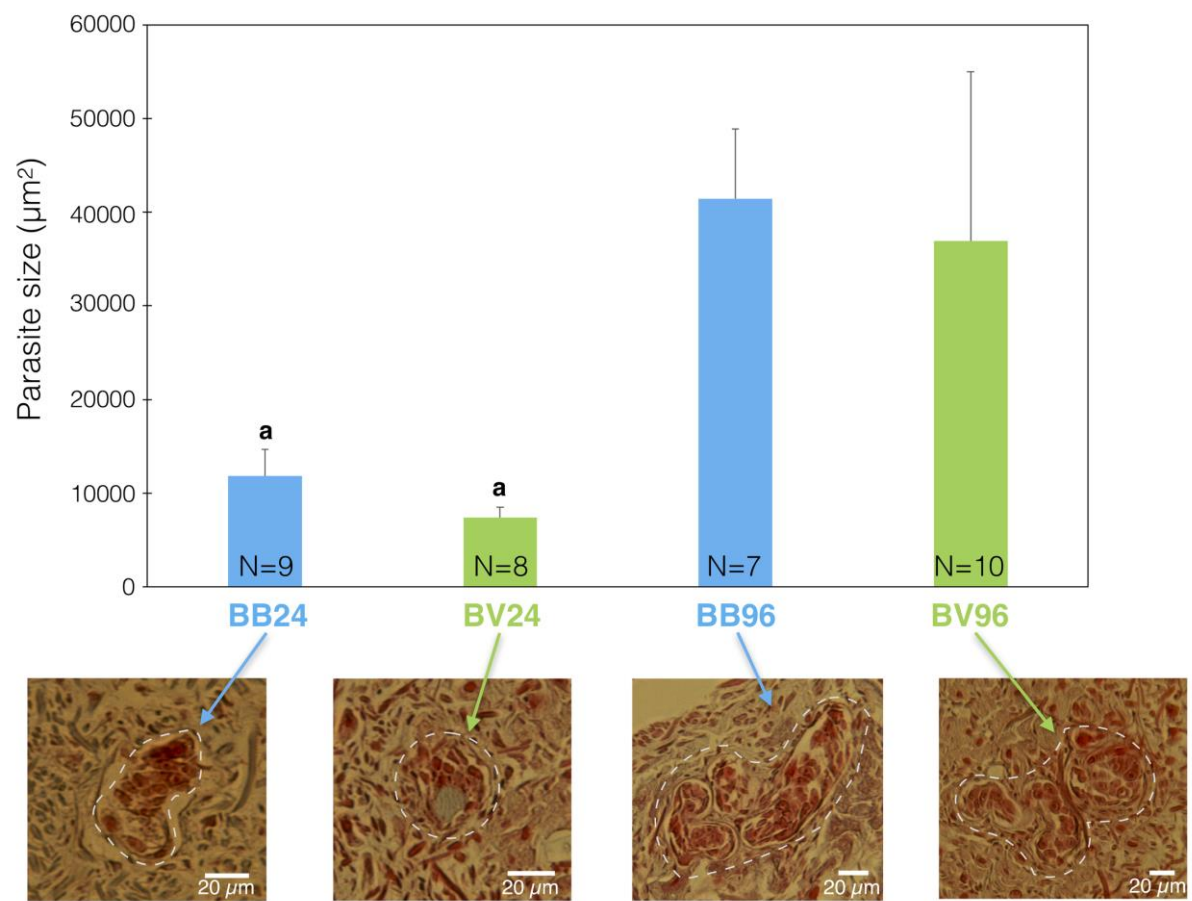 60000
50000
40000
30000
20000
10000
0
Parasite size (µm²)
a
a
N=9
N=8
N=7
N=10
BB24
BV24
BB96
BV96
20 µm
20 µm
20 µm
20 µm